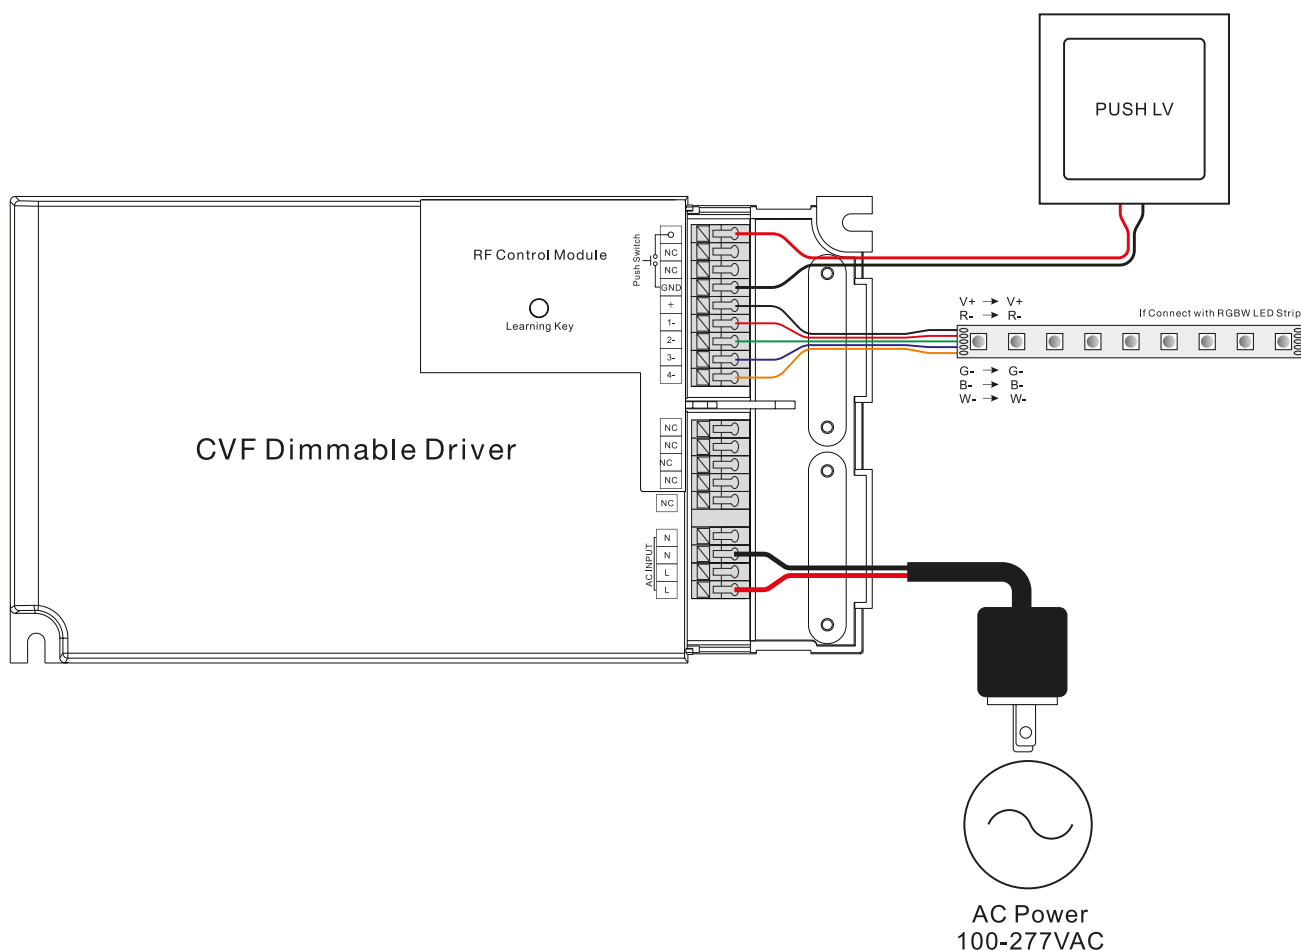 PUSH LV
RF Control Module
Learning Key
Push Switch
NC
NC
GND
+
1-
2-
3-
4-
V+ → V+
R- → R-
If Connect with RGBW LED Strip
G- → G-
B- → B-
W- → W-
CVF Dimmable Driver
NC
NC
NC
NC
NC
AC INPUT
N
N
L
L
AC Power
100-277VAC